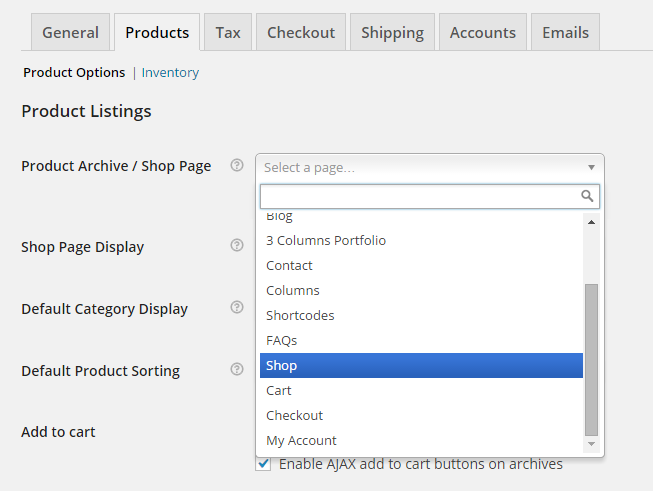 General Products Tax Checkout Shipping Accounts Emails
Product Options | Inventory
Product Listings
Product Archive / Shop Page
Select a page...
Blog
3 Columns Portfolio
Shop Page Display
Contact
Columns
Default Category Display
Shortcodes
FAQs
Default Product Sorting
Shop
Cart
Checkout
Add to cart
My Account
Enable AJAX add to cart buttons on archives